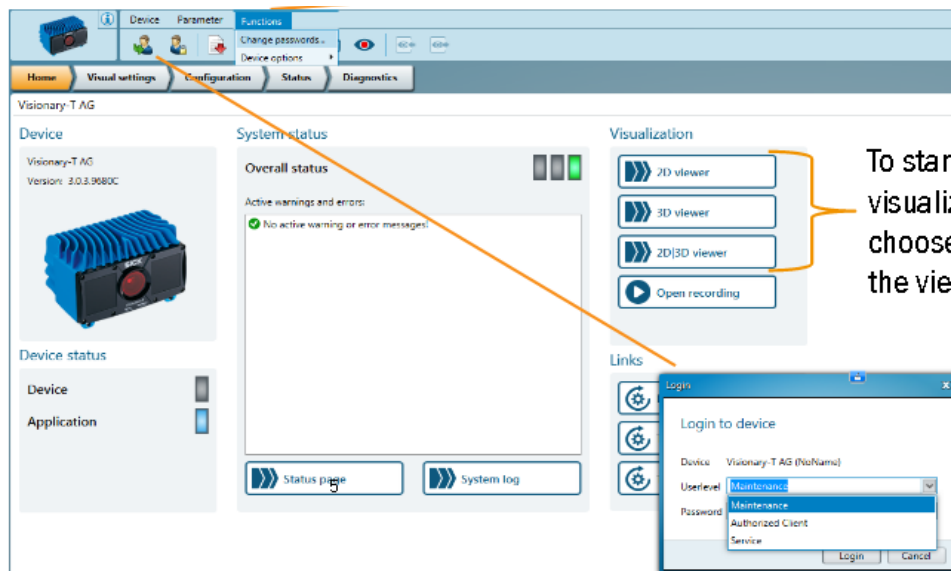 Device Parameter Functions
Change passwords..
Device options
Home Visual settings Configuration Status Diagnostics
Visionary-T AG
Device
Visionary-T AG
Version: 3.0.3.9680C
SICK
Device status
Device
Application
System status
Overall status
Active warnings and errors:
No active warning or error messages!
Status page
5
System log
Visualization
2D viewer
3D viewer
2D|3D viewer
Open recording
Links
To star
visualiz
choose
the vie
Login
x
Login to device
Device Visionary-T AG (NoName)
Userlevel Maintenance
Maintenance
Password
Authorized Client
Service
Login Cancel